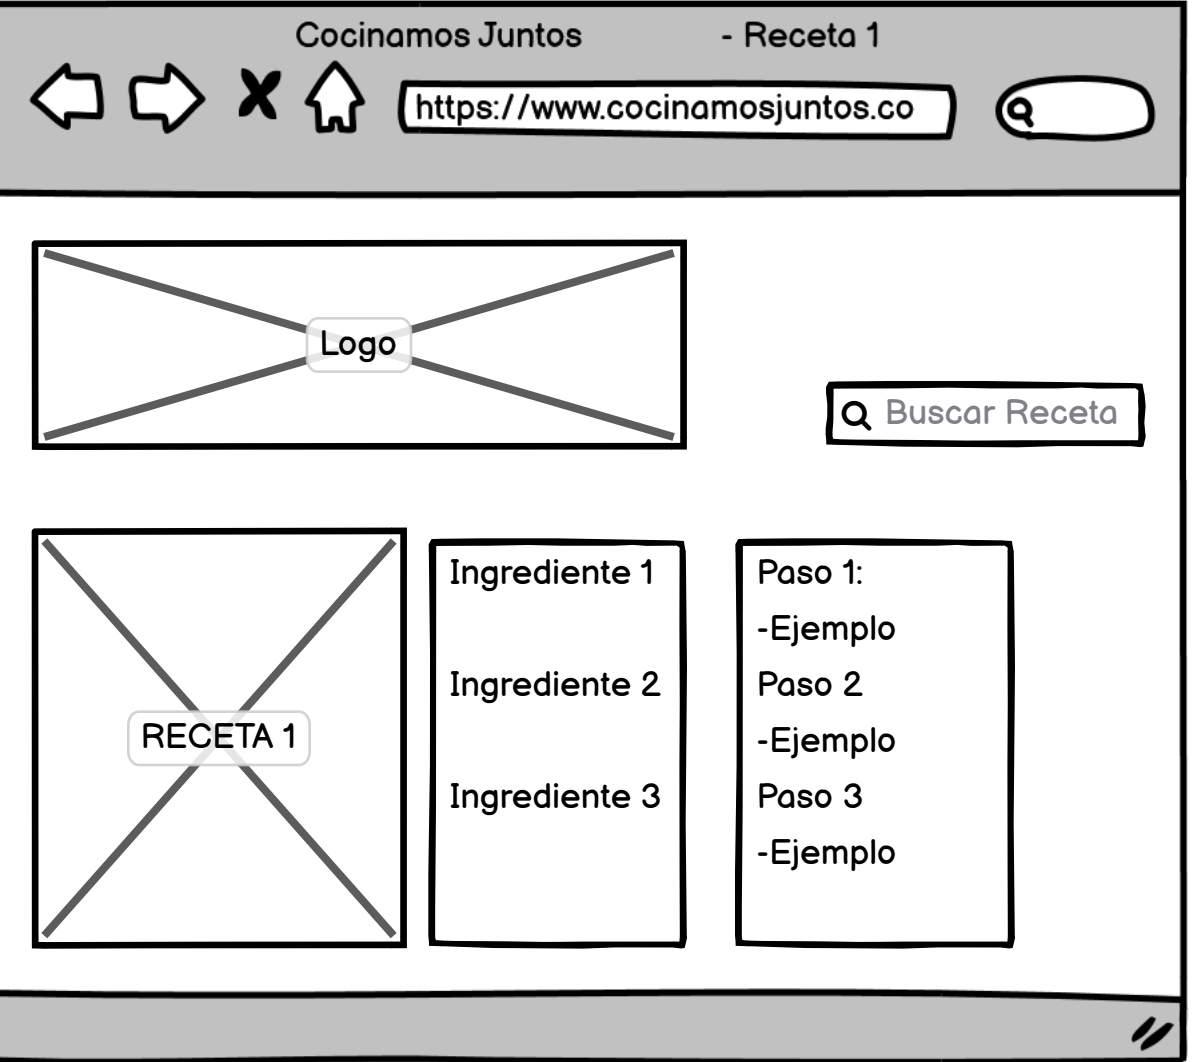 Cocinamos Juntos - Receta 1
https://www.cocinamosjuntos.co
Logo
Buscar Receta
RECETA 1
Ingrediente 1
Ingrediente 2
Ingrediente 3
Paso 1:
-Ejemplo
Paso 2
-Ejemplo
Paso 3
-Ejemplo